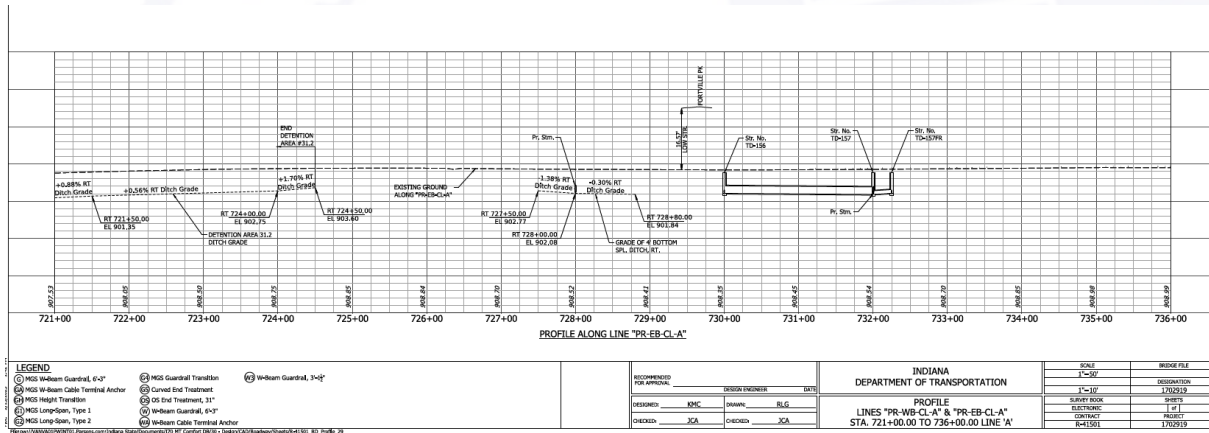 FORTVILLE PK
16.57'
LOW STR
END
DETENTION
AREA #31.2
Pr. Stm.
Str. No.
TD-156
Str. No.
TD-157
Str. No.
TD-157FR
+0.88% RT
Ditch Grade
+0.56% RT Ditch Grade
+1.70% RT
Ditch Grade
EXISTING GROUND
ALONG "PR-EB-CL-A"
-1.38% RT
Ditch Grade
-0.30% RT
Ditch Grade
RT 721+50.00
EL 901.35
RT 724+00.00
EL 902.75
RT 724+50.00
EL 903.60
RT 727+50.00
EL 902.77
RT 728+80.00
EL 901.84
Pr. Stm.
DETENTION AREA 31.2
DITCH GRADE
RT 728+00.00
EL 902.08
GRADE OF 4' BOTTOM
SPL. DITCH, RT.
907.53 908.05 908.50 908.75 908.85 908.84 908.70 908.52 908.41 908.35 908.45 908.54 908.70 908.85 908.98 908.99
721+00 722+00 723+00 724+00 725+00 726+00 727+00 728+00 729+00 730+00 731+00 732+00 733+00 734+00 735+00 736+00
PROFILE ALONG LINE "PR-EB-CL-A"
LEGEND
G MGS W-Beam Guardrail, 6'-3"
GA MGS W-Beam Cable Terminal Anchor
GH MGS Height Transition
G1 MGS Long-Span, Type 1
G2 MGS Long-Span, Type 2
G4 MGS Guardrail Transition
G5 Curved End Treatment
OS OS End Treatment, 31"
W W-Beam Guardrail, 6'-3"
WA W-Beam Cable Terminal Anchor
W3 W-Beam Guardrail, 3'-1½"
RECOMMENDED
FOR APPROVAL
DESIGN ENGINEER DATE
DESIGNED: KMC DRAWN: RLG
CHECKED: JCA CHECKED: JCA
INDIANA
DEPARTMENT OF TRANSPORTATION
PROFILE
LINES "PR-WB-CL-A" & "PR-EB-CL-A"
STA. 721+00.00 TO 736+00.00 LINE 'A'
SCALE BRIDGE FILE
1"=50'
DESIGNATION
1"=10' 1702919
SURVEY BOOK SHEETS
ELECTRONIC of
CONTRACT PROJECT
R-41501 1702919